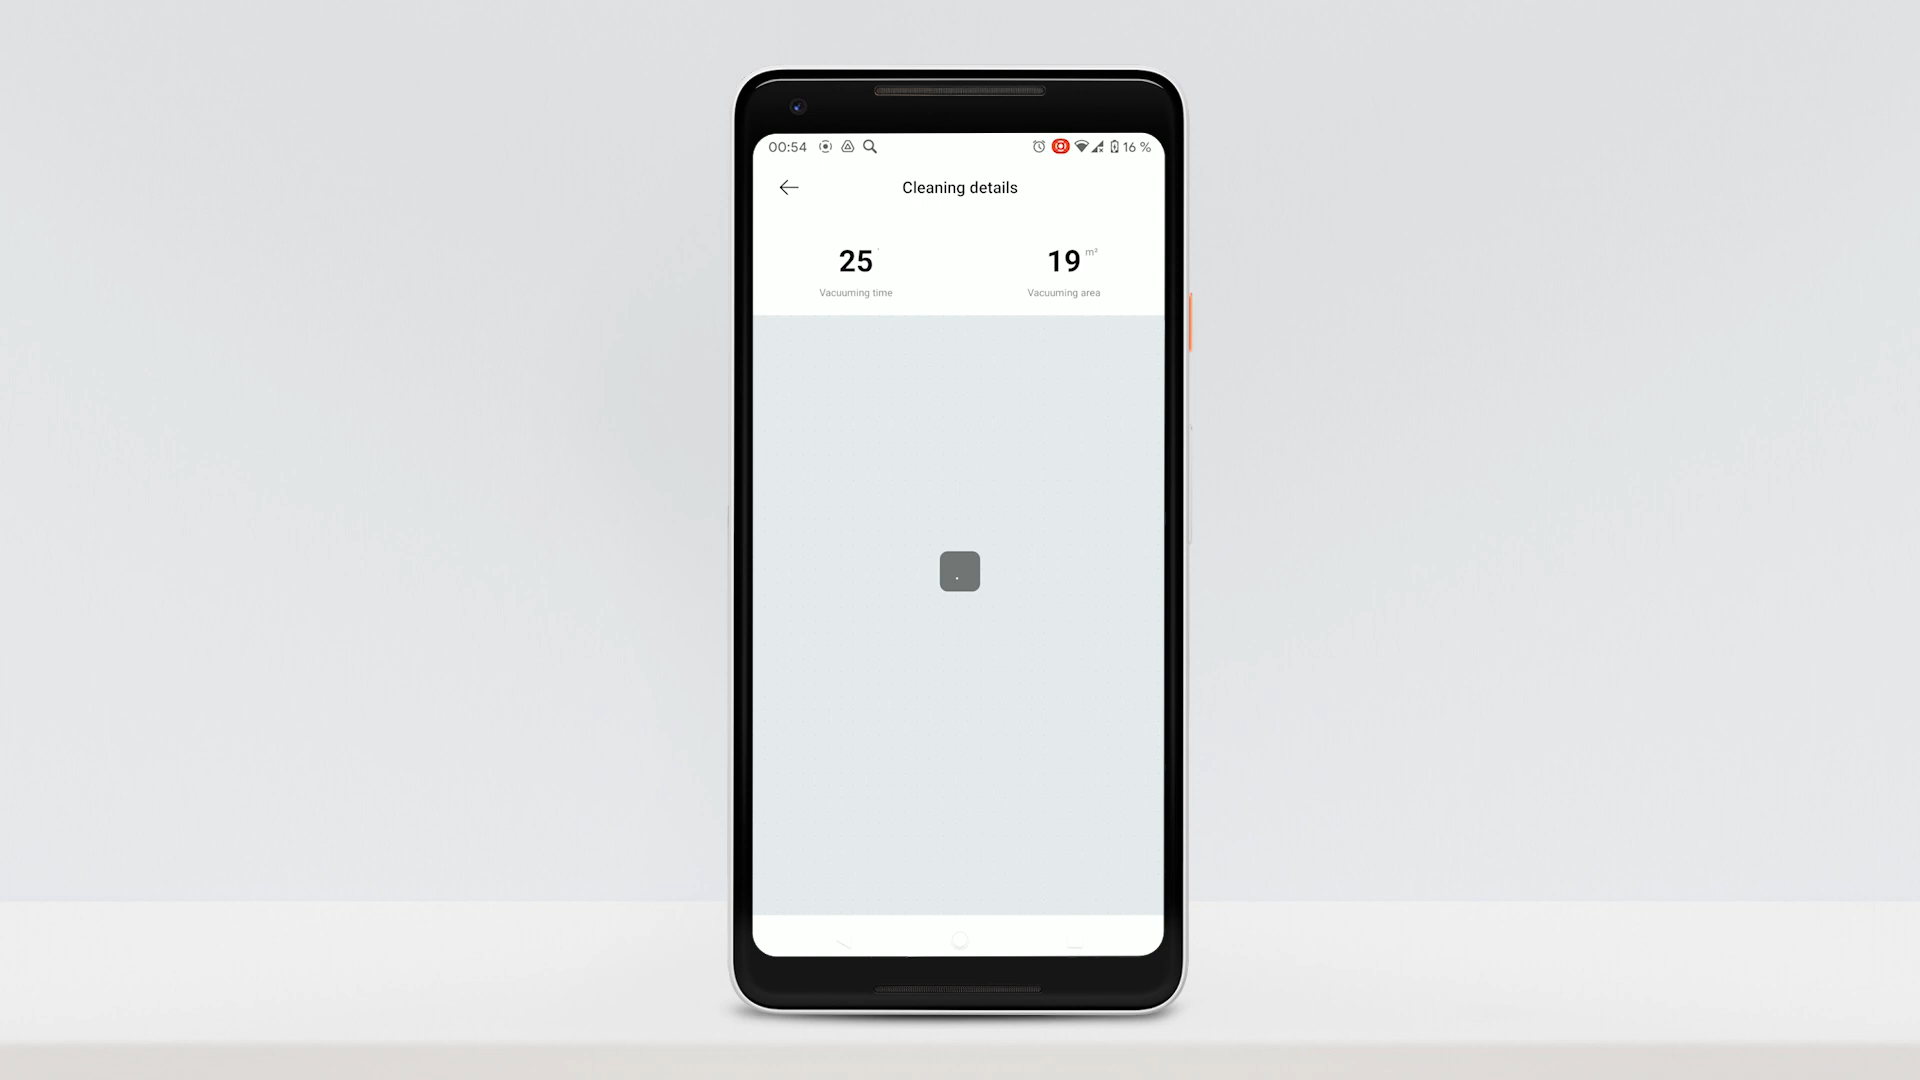 00:54 16 %
Cleaning details
25 ' 19 m²
Vacuuming time Vacuuming area